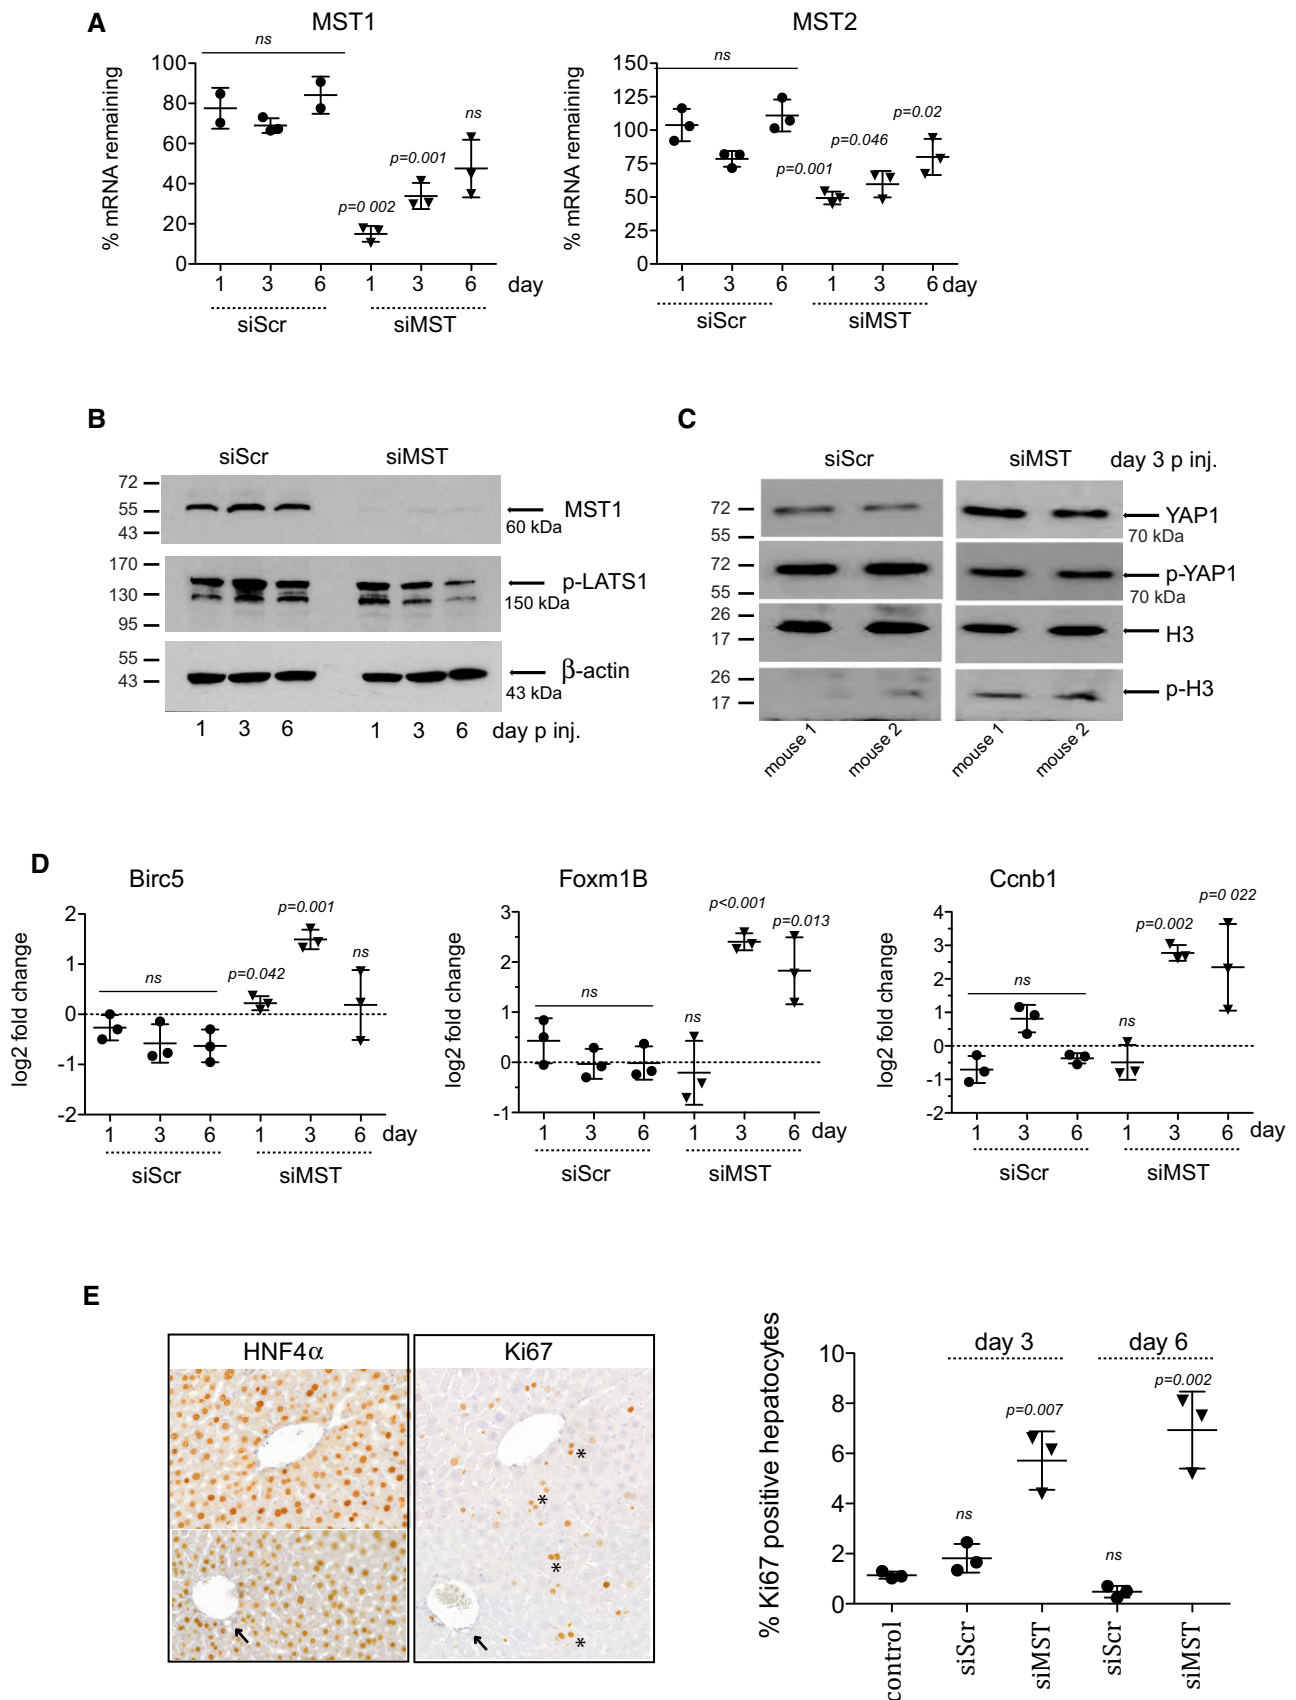 A
MST1
MST2
ns
% mRNA remaining
100
80
60
40
20
0
p=0 002
p=0.001
ns
1 3 6 1 3 6 day
siScr siMST
ns
% mRNA remaining
150
125
100
75
50
25
0
p=0.001
p=0.046
p=0.02
1 3 6 1 3 6 day
siScr siMST
B
siScr siMST
72
55
43
MST1
60 kDa
170
130
95
p-LATS1
150 kDa
55
43
β-actin
43 kDa
1 3 6 1 3 6 day p inj.
C
siScr siMST day 3 p inj.
72
55
YAP1
70 kDa
72
55
p-YAP1
70 kDa
26
17
H3
26
17
p-H3
mouse 1 mouse 2 mouse 1 mouse 2
D
Birc5
log2 fold change
2
1
0
-1
-2
ns
p=0.042
p=0.001
ns
1 3 6 1 3 6 day
siScr siMST
Foxm1B
log2 fold change
3
2
1
0
-1
ns
ns
p<0.001
p=0.013
1 3 6 1 3 6 day
siScr siMST
Ccnb1
log2 fold change
4
3
2
1
0
-1
-2
ns
ns
p=0.002
p=0 022
1 3 6 1 3 6 day
siScr siMST
E
HNF4α Ki67
*
*
*
*
% Ki67 positive hepatocytes
10
8
6
4
2
0
day 3 day 6
ns
p=0.007
ns
p=0.002
control siScr siMST siScr siMST